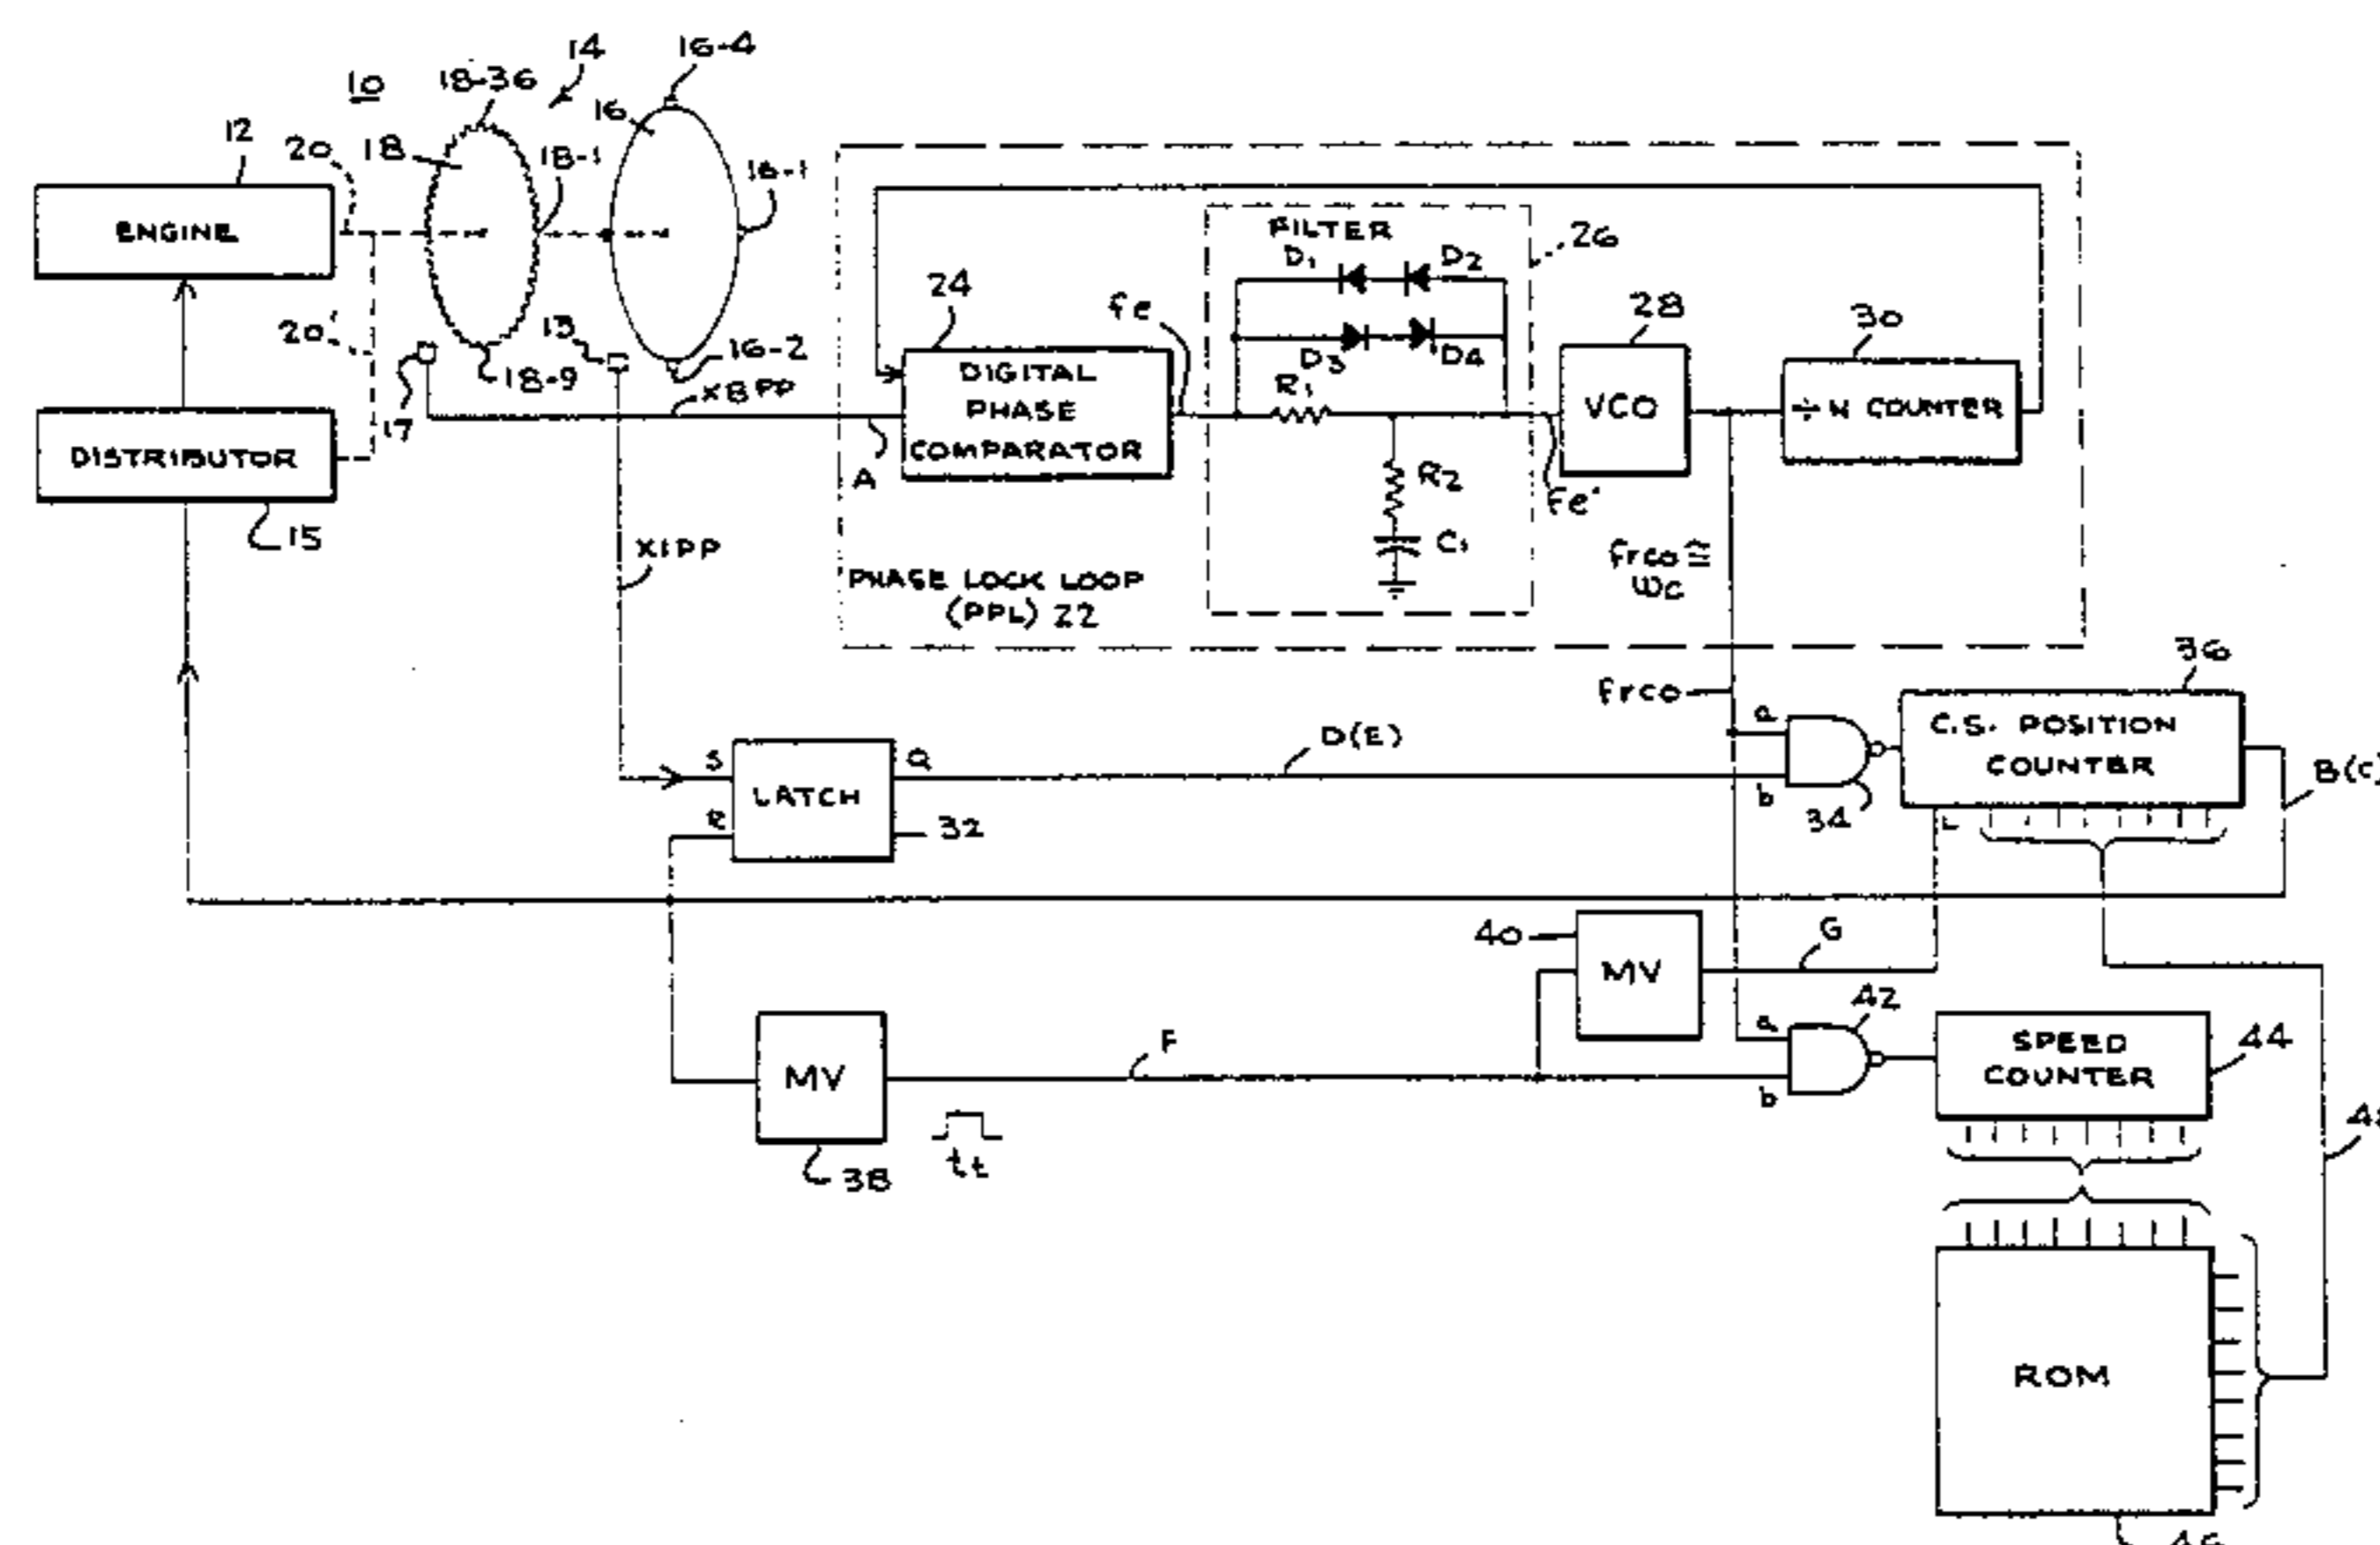 10
14
16-4
18-36
16
12
20
18
18-1
16-1
ENGINE
FILTER
26
D1
D2
24
fe
28
30
20'
13
16-2
D3
D4
18-9
DIGITAL
PHASE
COMPARATOR
R1
VCO
÷ N COUNTER
X8PP
17
DISTRIBUTOR
A
R2
fe'
15
X1PP
C1
frco ≅
ωc
PHASE LOCK LOOP
(PPL) 22
36
frco
a
C.S. POSITION
COUNTER
D(E)
S
Q
LATCH
b
B(C)
34
R
32
L
40
MV
G
42
a
F
SPEED
COUNTER
44
MV
b
tt
38
ROM
46